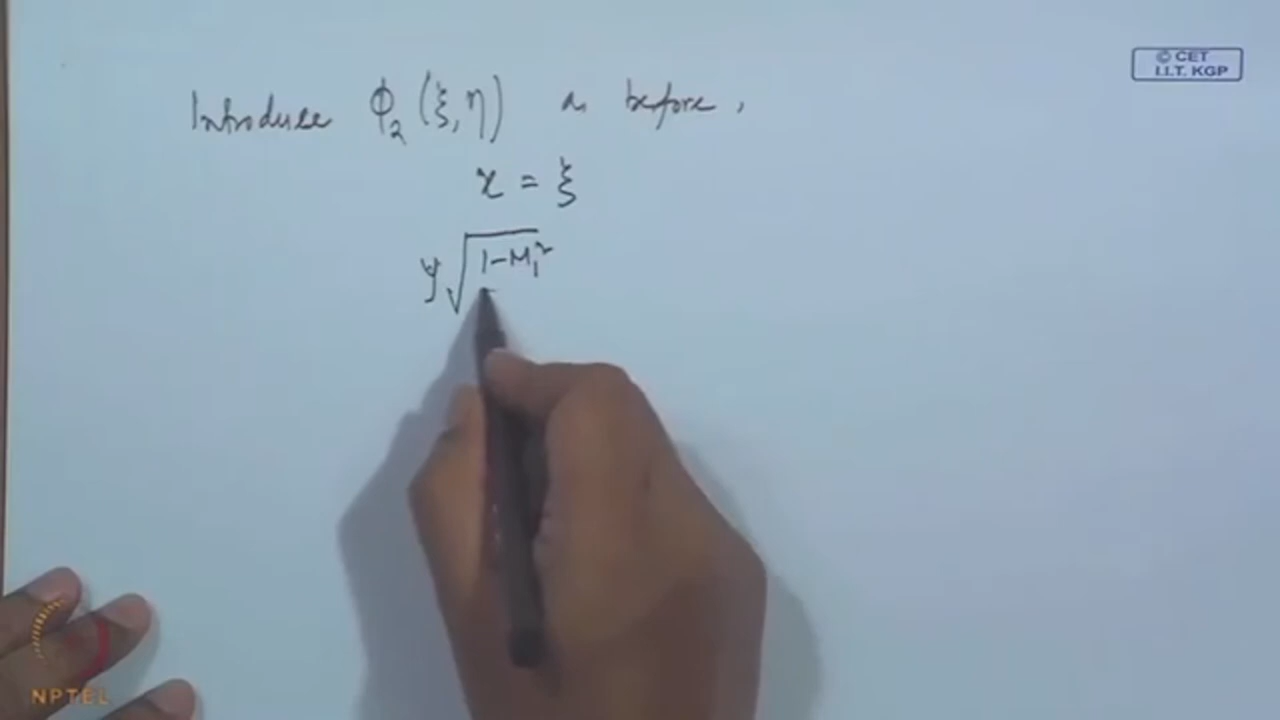 © CET
I.I.T. KGP
Introduce ϕ₂ (ξ, η) as before,
x = ξ
y √(1-M₁²)
NPTEL